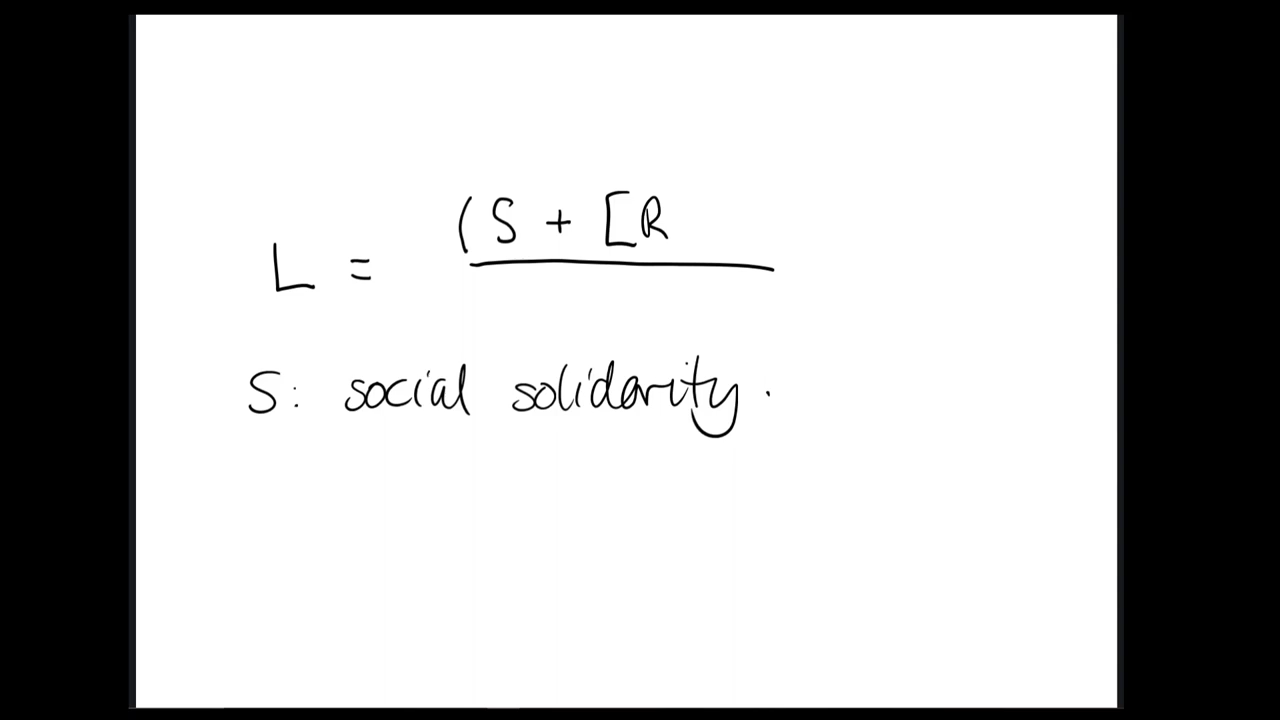 L = (S + [R
S: social solidarity.